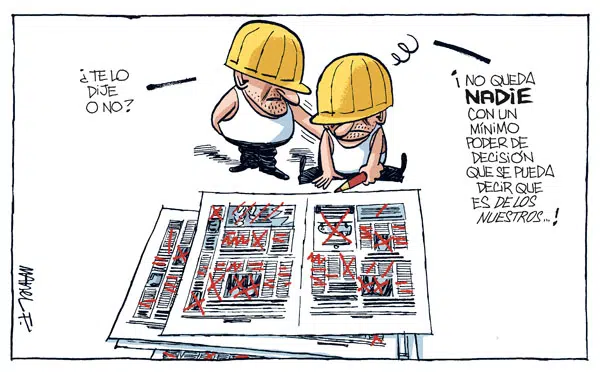 ¿TE LO
DIJE
O NO?
¡NO QUEDA
NADIE
CON UN
MÍNIMO
PODER DE
DECISIÓN
QUE SE PUEDA
DECIR QUE
ES DE LOS
NUESTROS...!
MANEL F.